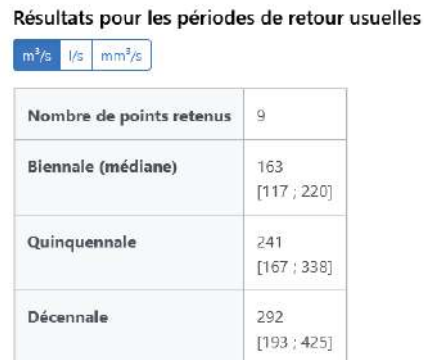 Résultats pour les périodes de retour usuelles
m³/s l/s mm³/s
Nombre de points retenus 9
Biennale (médiane) 163
[117 ; 220]
Quinquennale 241
[167 ; 338]
Décennale 292
[193 ; 425]